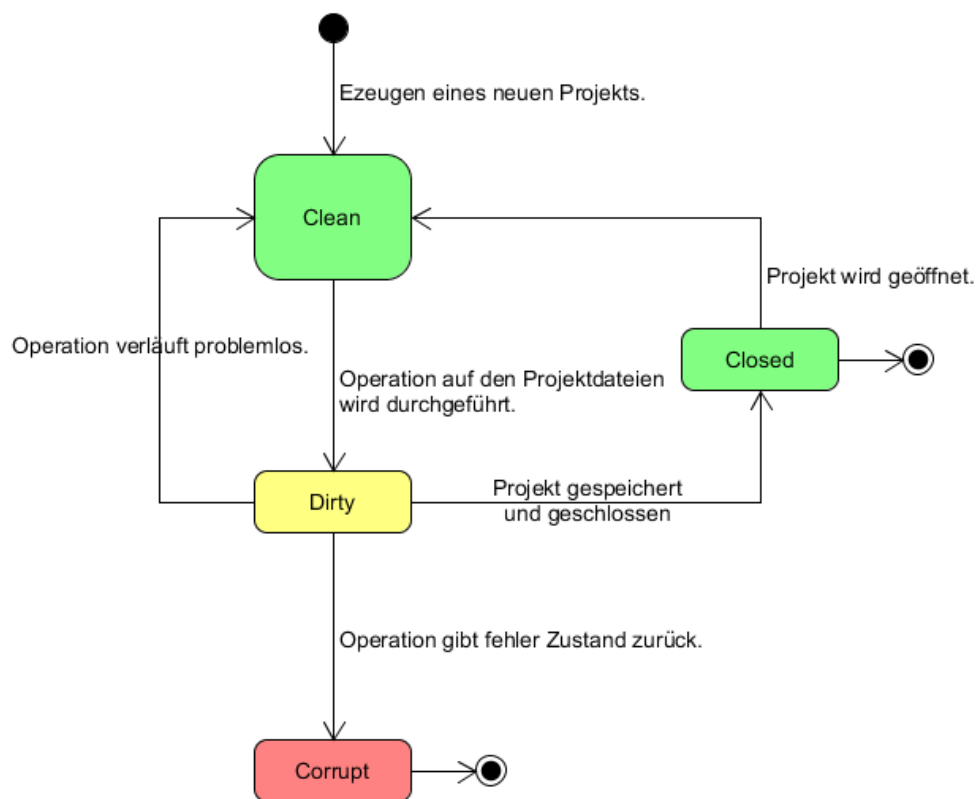 Ezeugen eines neuen Projekts.
Clean
Projekt wird geöffnet.
Operation verläuft problemlos.
Closed
Operation auf den Projektdateien
wird durchgeführt.
Dirty
Projekt gespeichert
und geschlossen
Operation gibt fehler Zustand zurück.
Corrupt